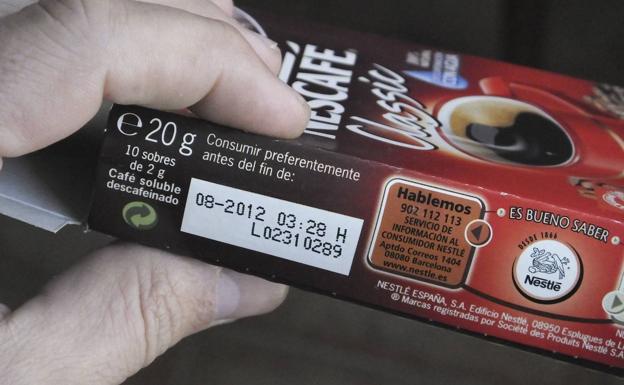 NESCAFÉ
Classic
e 20 g
10 sobres
de 2 g
Café soluble
descafeinado
Consumir preferentemente
antes del fin de:
08-2012 03:28 H
L02310289
Hablemos
902 112 113
SERVICIO DE
INFORMACIÓN AL
CONSUMIDOR NESTLÉ
Aptdo Correos 1404
08080 Barcelona
www.nestle.es
ES BUENO SABER
DESDE 1866
Nestlé
NESTLÉ ESPAÑA, S.A. Edificio Nestlé, 08950 Esplugues de
® Marcas registradas por Société des Produits Nestlé S.A.